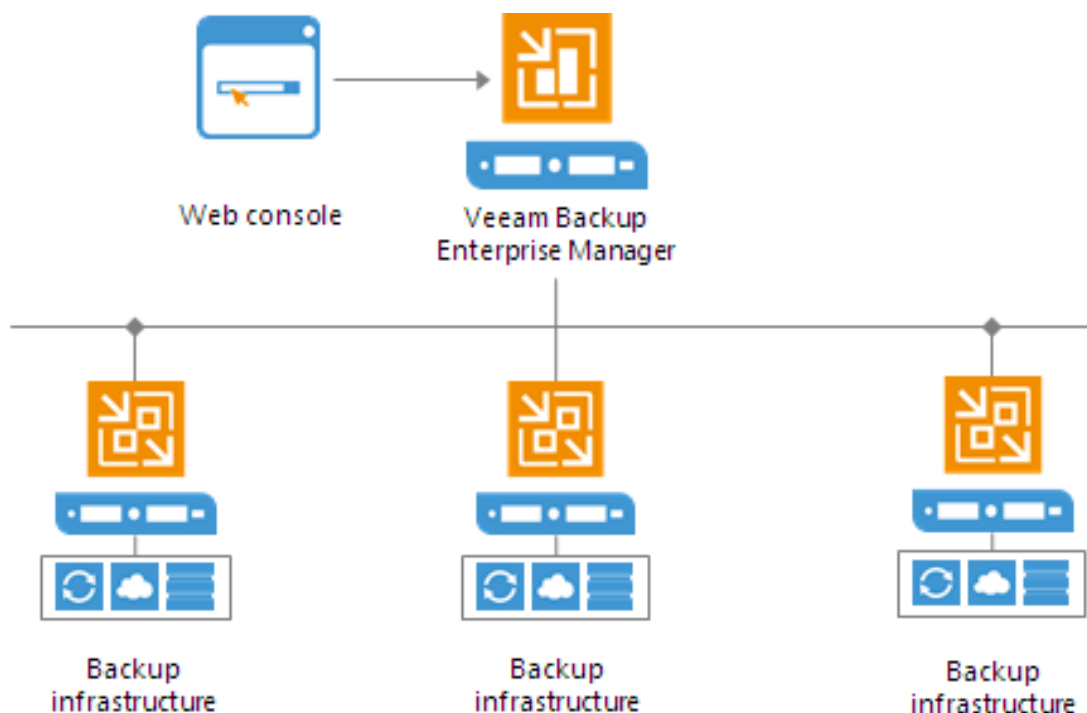 Web console
Veeam Backup
Enterprise Manager
Backup
infrastructure
Backup
infrastructure
Backup
infrastructure